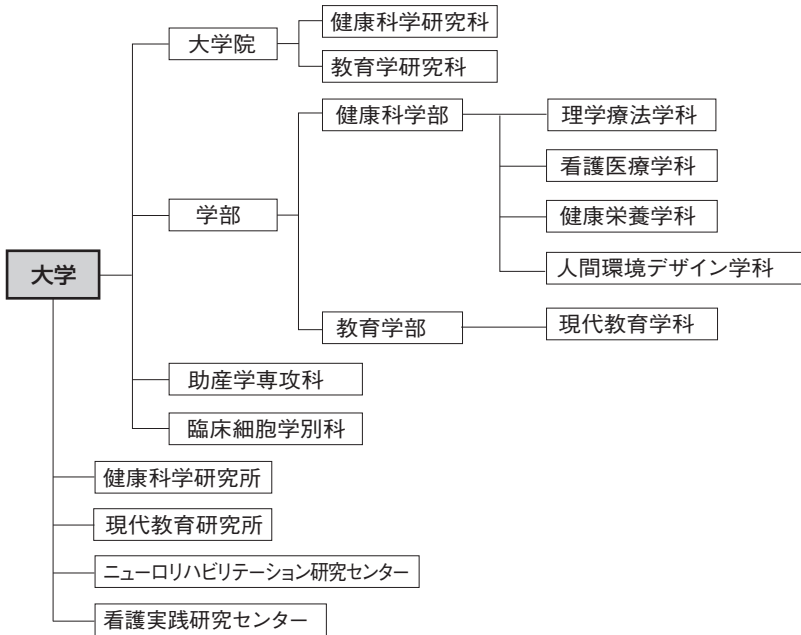 大学
大学院
健康科学研究科
教育学研究科
学部
健康科学部
理学療法学科
看護医療学科
健康栄養学科
人間環境デザイン学科
教育学部
現代教育学科
助産学専攻科
臨床細胞学別科
健康科学研究所
現代教育研究所
ニューロリハビリテーション研究センター
看護実践研究センター